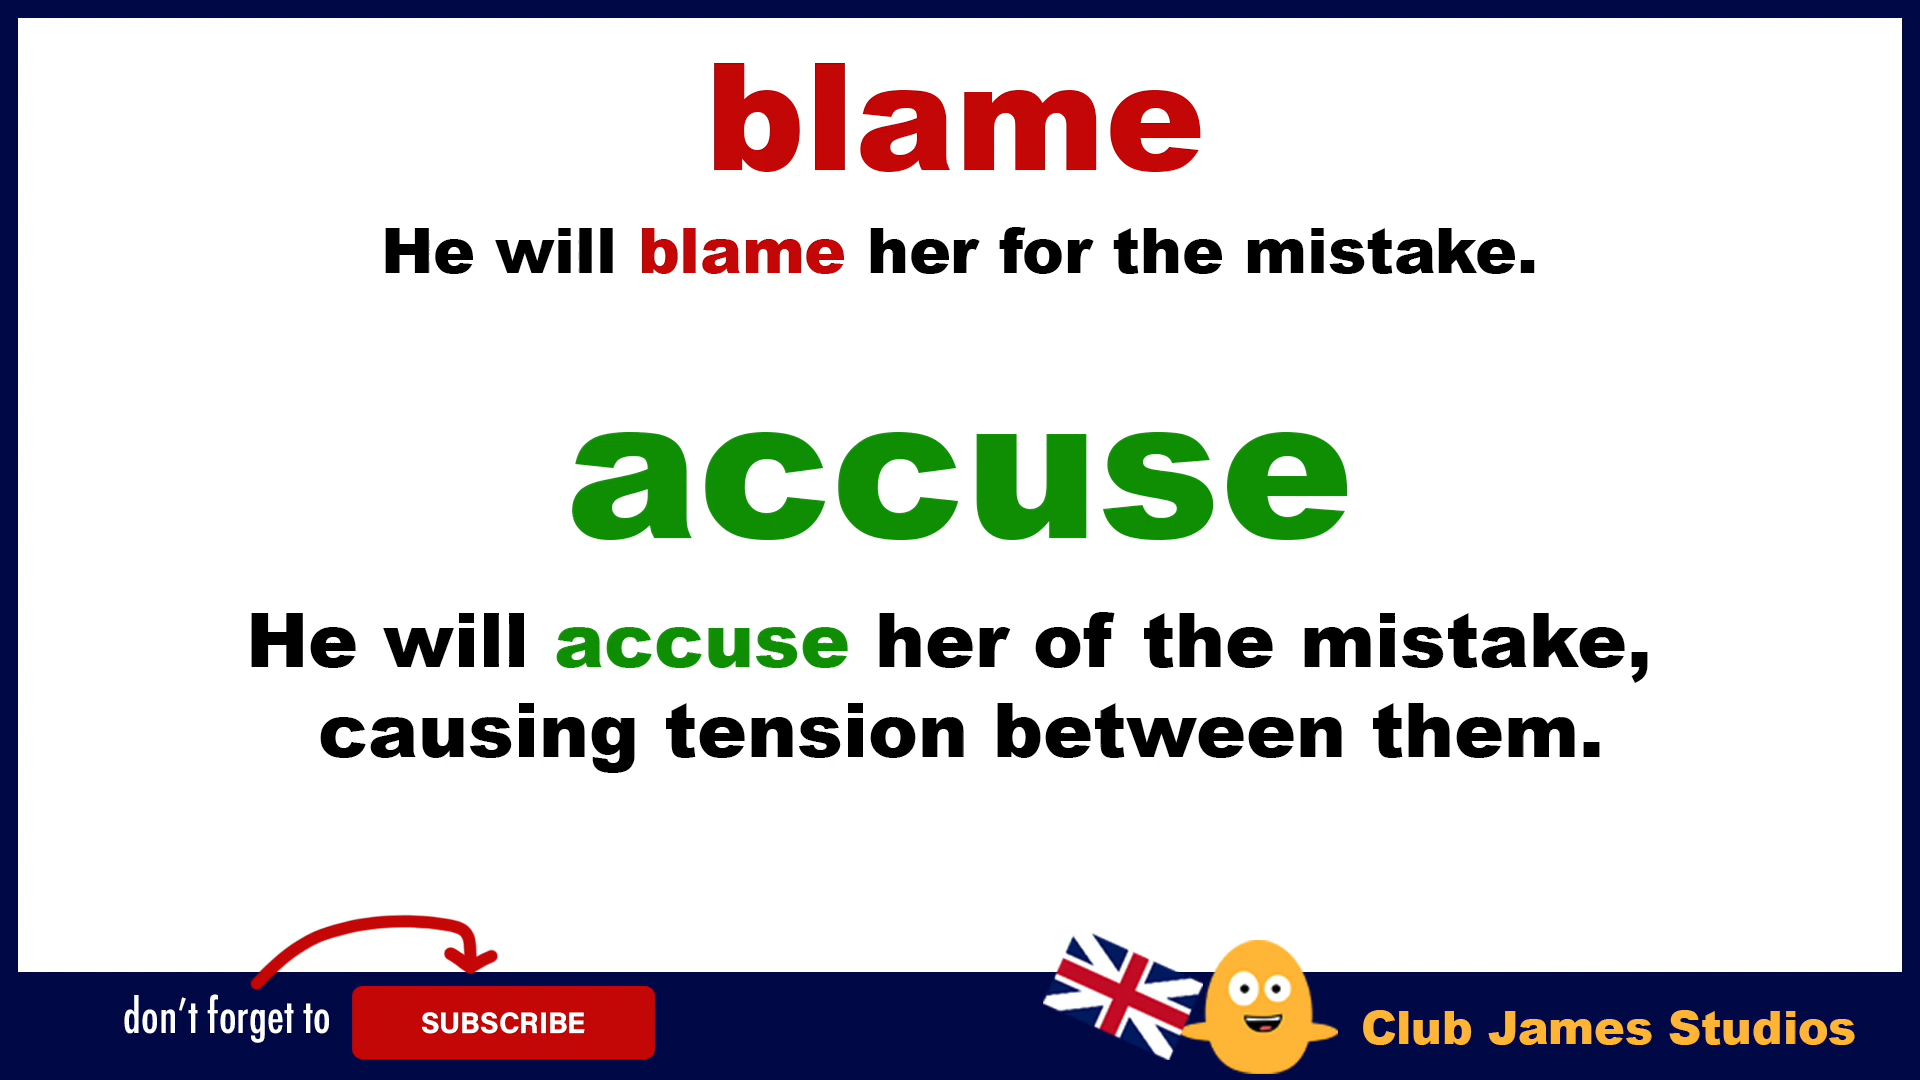 blame
He will blame her for the mistake.
accuse
He will accuse her of the mistake,
causing tension between them.
don't forget to
SUBSCRIBE
Club James Studios